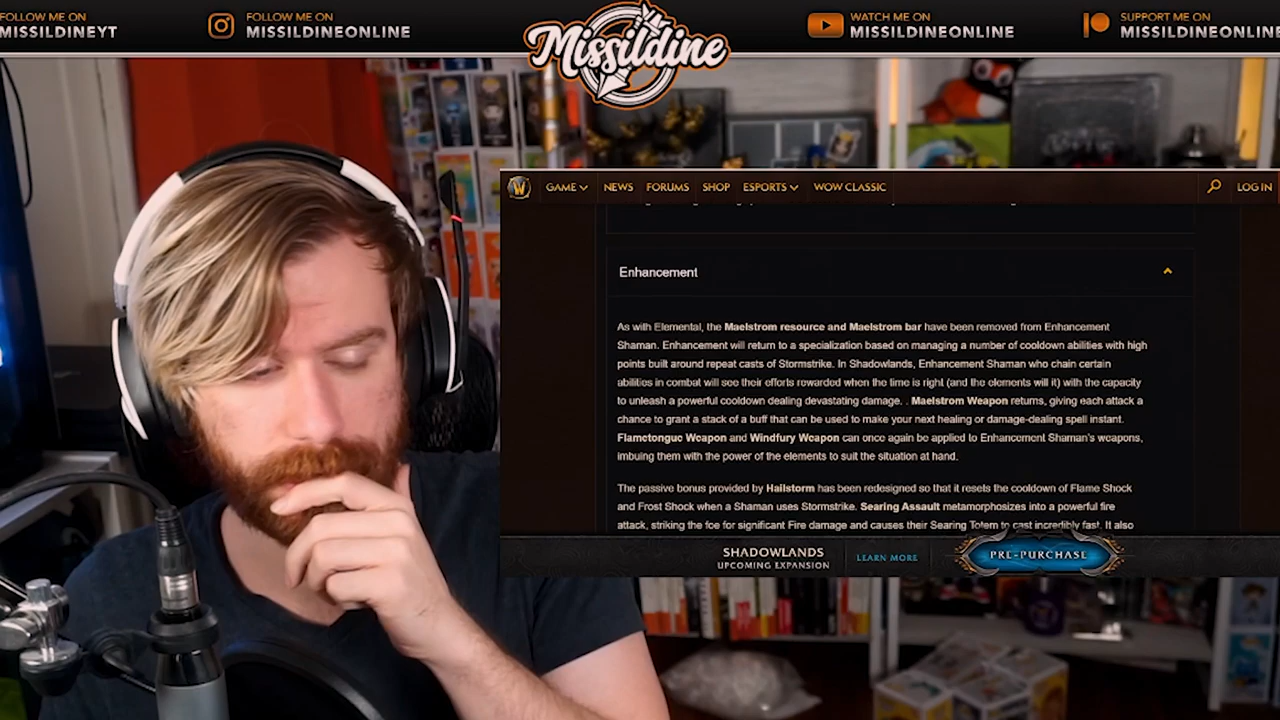 FOLLOW ME ON
MISSILDINEYT
FOLLOW ME ON
MISSILDINEONLINE
Missildine
WATCH ME ON
MISSILDINEONLINE
SUPPORT ME ON
MISSILDINEONLINE
GAME NEWS FORUMS SHOP ESPORTS WOW CLASSIC LOG IN
Enhancement
As with Elemental, the Maelstrom resource and Maelstrom bar have been removed from Enhancement
Shaman. Enhancement will return to a specialization based on managing a number of cooldown abilities with high
points built around repeat casts of Stormstrike. In Shadowlands, Enhancement Shaman who chain certain
abilities in combat will see their efforts rewarded when the time is right (and the elements will it) with the capacity
to unleash a powerful cooldown dealing devastating damage. . Maelstrom Weapon returns, giving each attack a
chance to grant a stack of a buff that can be used to make your next healing or damage-dealing spell instant.
Flametongue Weapon and Windfury Weapon can once again be applied to Enhancement Shaman's weapons,
imbuing them with the power of the elements to suit the situation at hand.
The passive bonus provided by Hailstorm has been redesigned so that it resets the cooldown of Flame Shock
and Frost Shock when a Shaman uses Stormstrike. Searing Assault metamorphosizes into a powerful fire
attack, striking the foe for significant Fire damage and causes their Searing Totem to cast incredibly fast. It also
SHADOWLANDS
UPCOMING EXPANSION
LEARN MORE
PRE-PURCHASE